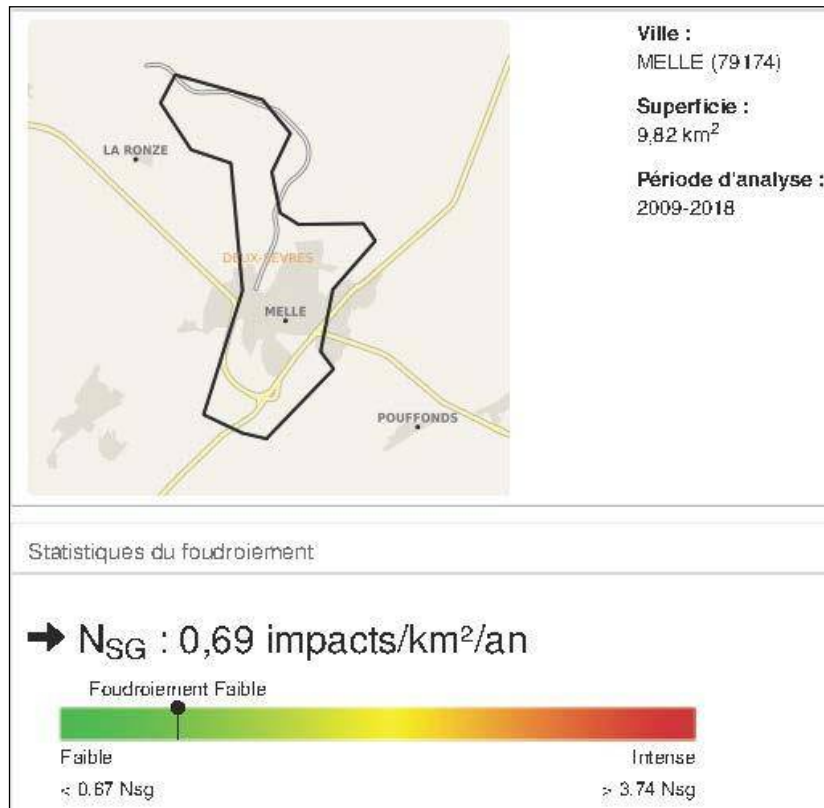 Ville :
MELLE (79174)
Superficie :
9,82 km²
Période d'analyse :
2009-2018
LA RONZE
DEUX-SEVRES
MELLE
POUFFONDS
Statistiques du foudroiement
➔ NSG : 0,69 impacts/km²/an
Foudroiement Faible
Faible
Intense
< 0.67 Nsg
> 3.74 Nsg